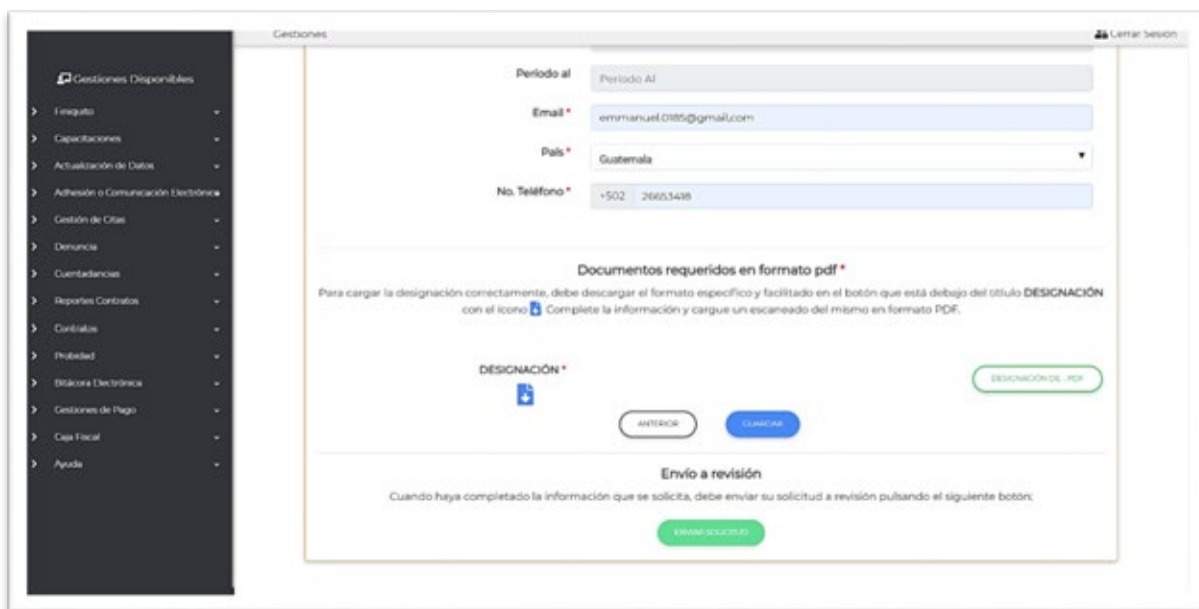 Gestiones
Cerrar Sesión
Gestiones Disponibles
Finiquito
Capacitaciones
Actualización de Datos
Adhesión o Comunicación Electrónica
Gestión de Citas
Denuncia
Cuentadancias
Reportes Contratos
Contratos
Probidad
Bitácora Electrónica
Gestiones de Pago
Caja Fiscal
Ayuda
Periodo al
Periodo Al
Email *
emmanuel.0185@gmail.com
País *
Guatemala
No. Teléfono *
+502 26653418
Documentos requeridos en formato pdf *
Para cargar la designación correctamente, debe descargar el formato específico y facilitado en el botón que está debajo del título DESIGNACIÓN
con el icono Complete la información y cargue un escaneado del mismo en formato PDF.
DESIGNACIÓN *
DESIGNACIÓN DE... PDF
ANTERIOR
GUARDAR
Envío a revisión
Cuando haya completado la información que se solicita, debe enviar su solicitud a revisión pulsando el siguiente botón:
ENVIAR SOLICITUD